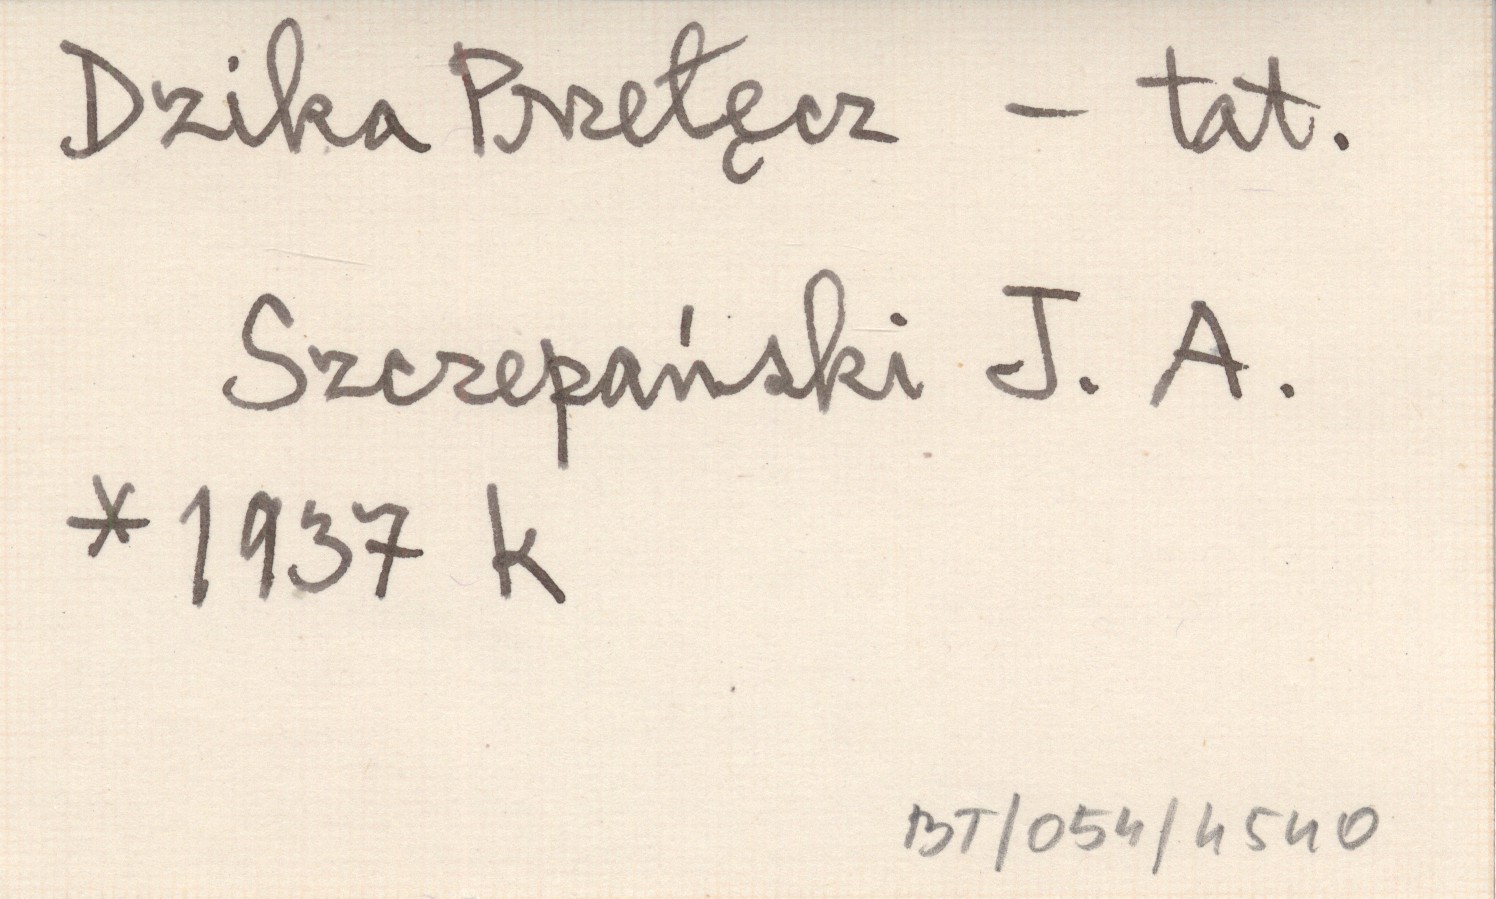 Dzika Przełęcz – tat.
Szczepański J. A.
* 1937 k
BT/054/4540